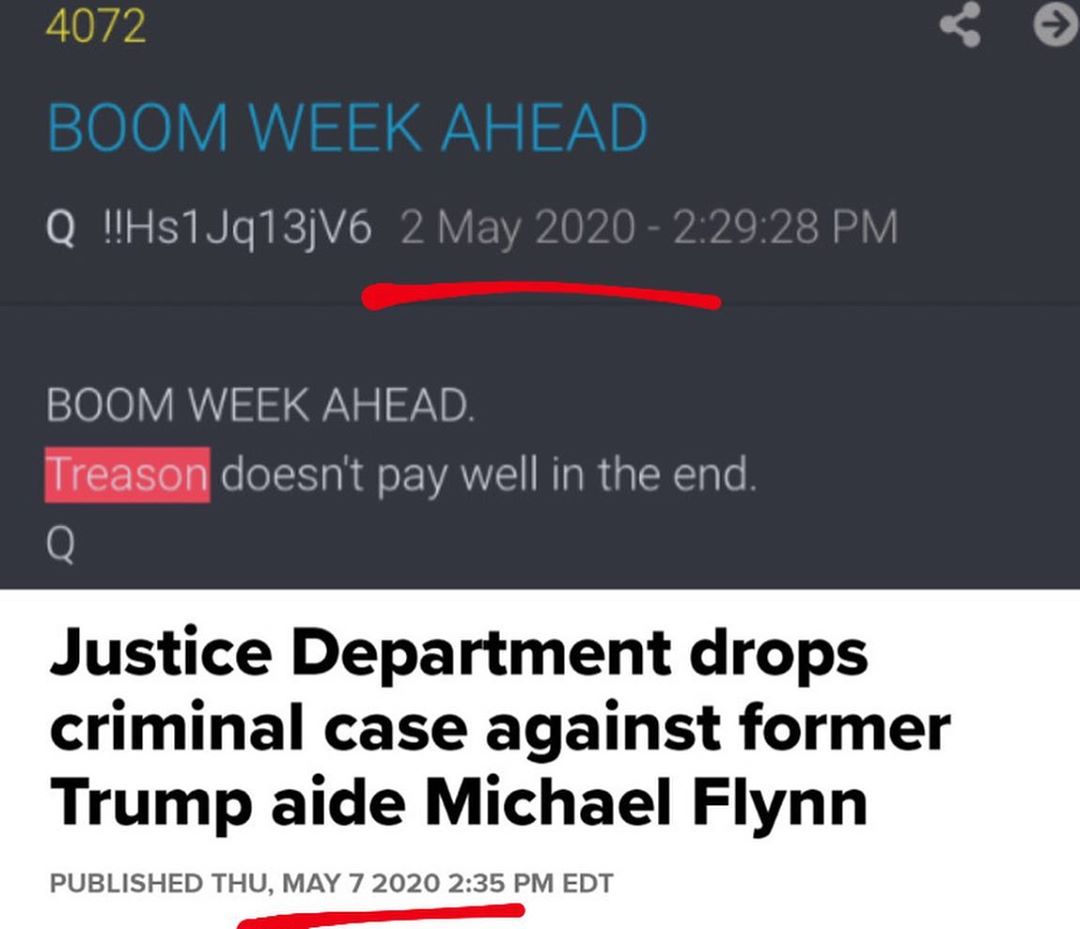 4072
BOOM WEEK AHEAD
Q !!Hs1Jq13jV6 2 May 2020 - 2:29:28 PM
BOOM WEEK AHEAD.
Treason doesn't pay well in the end.
Q
Justice Department drops
criminal case against former
Trump aide Michael Flynn
PUBLISHED THU, MAY 7 2020 2:35 PM EDT